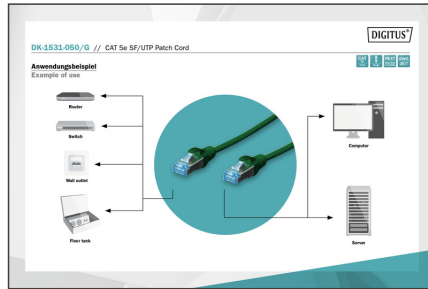 DIGITUS®
DK-1531-050/G // CAT 5e SF/UTP Patch Cord
Anwendungsbeispiel
Example of use
Router
Switch
Wall outlet
Floor tank
Computer
Server